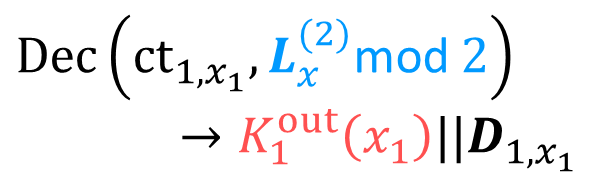 Dec(ct_{1,x_1}, L_x^{(2)} mod 2)
→ K_1^{out}(x_1)||D_{1,x_1}